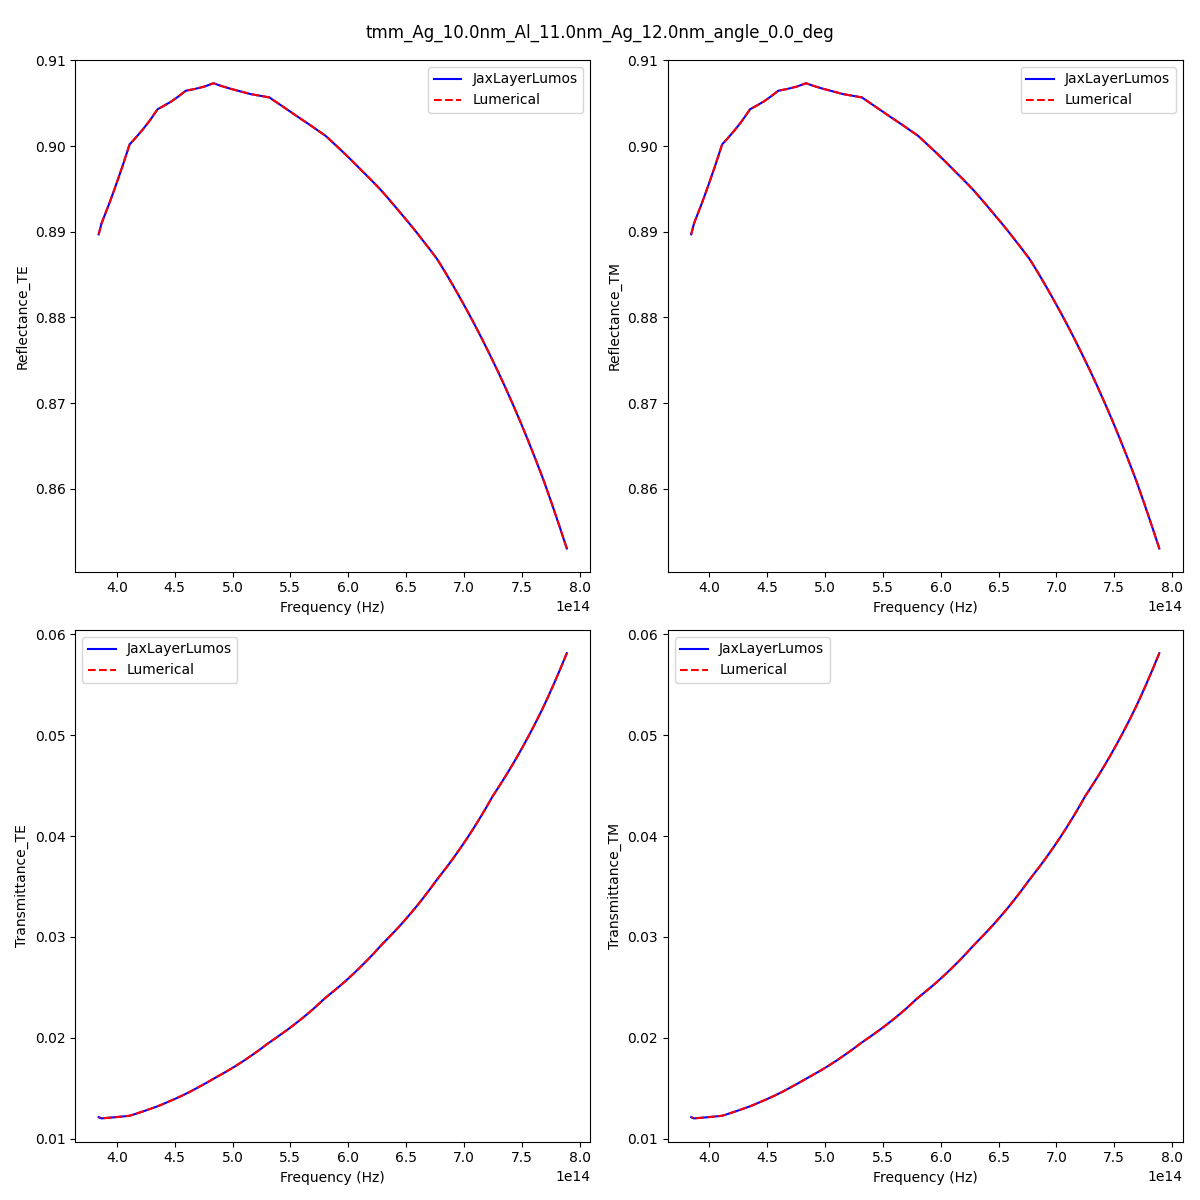 tmm_Ag_10.0nm_Al_11.0nm_Ag_12.0nm_angle_0.0_deg
Reflectance_TE
0.91
0.90
0.89
0.88
0.87
0.86
JaxLayerLumos
Lumerical
4.0 4.5 5.0 5.5 6.0 6.5 7.0 7.5 8.0
1e14
Frequency (Hz)
Reflectance_TM
0.91
0.90
0.89
0.88
0.87
0.86
JaxLayerLumos
Lumerical
4.0 4.5 5.0 5.5 6.0 6.5 7.0 7.5 8.0
1e14
Frequency (Hz)
Transmittance_TE
0.06
0.05
0.04
0.03
0.02
0.01
JaxLayerLumos
Lumerical
4.0 4.5 5.0 5.5 6.0 6.5 7.0 7.5 8.0
1e14
Frequency (Hz)
Transmittance_TM
0.06
0.05
0.04
0.03
0.02
0.01
JaxLayerLumos
Lumerical
4.0 4.5 5.0 5.5 6.0 6.5 7.0 7.5 8.0
1e14
Frequency (Hz)